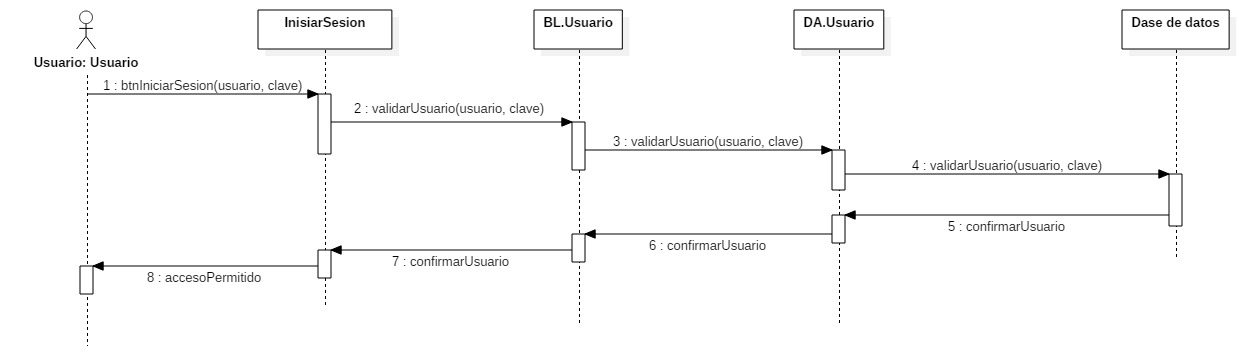 InisiarSesion
BL.Usuario
DA.Usuario
Dase de datos
Usuario: Usuario
1 : btnIniciarSesion(usuario, clave)
2 : validarUsuario(usuario, clave)
3 : validarUsuario(usuario, clave)
4 : validarUsuario(usuario, clave)
5 : confirmarUsuario
6 : confirmarUsuario
7 : confirmarUsuario
8 : accesoPermitido